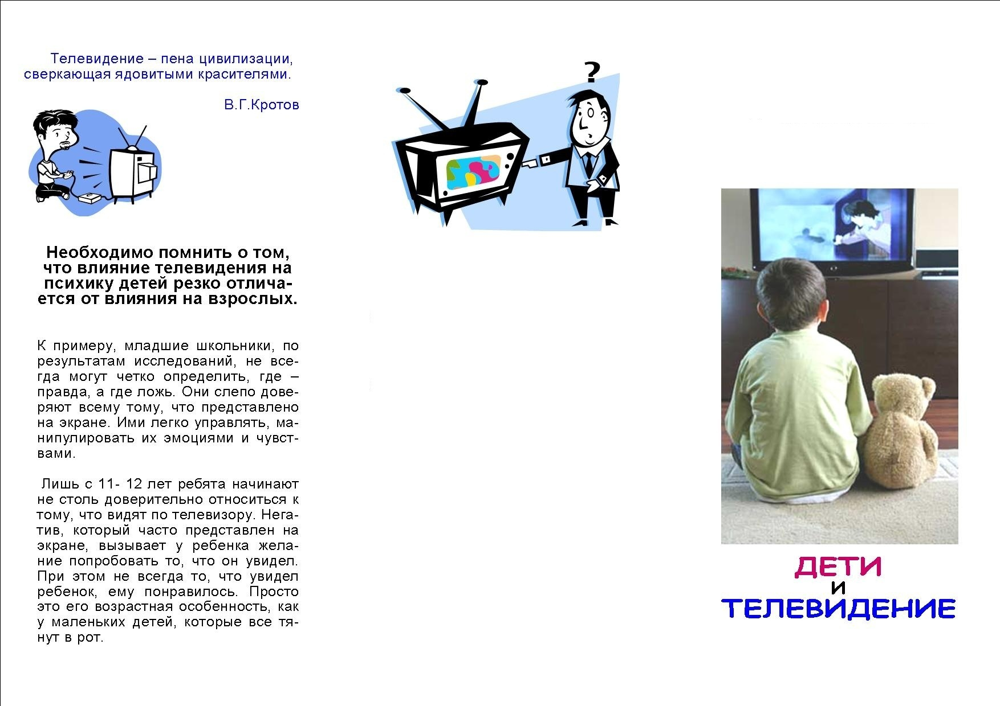 Телевидение – пена цивилизации,
сверкающая ядовитыми красителями.
В.Г.Кротов
Необходимо помнить о том,
что влияние телевидения на
психику детей резко отлича-
ется от влияния на взрослых.
К примеру, младшие школьники, по
результатам исследований, не все-
гда могут четко определить, где –
правда, а где ложь. Они слепо дове-
ряют всему тому, что представлено
на экране. Ими легко управлять, ма-
нипулировать их эмоциями и чувст-
вами.
Лишь с 11- 12 лет ребята начинают
не столь доверительно относиться к
тому, что видят по телевизору. Нега-
тив, который часто представлен на
экране, вызывает у ребенка жела-
ние попробовать то, что он увидел.
При этом не всегда то, что увидел
ребенок, ему понравилось. Просто
это его возрастная особенность, как
у маленьких детей, которые все тя-
нут в рот.
?
ДЕТИ
И
ТЕЛЕВИДЕНИЕ